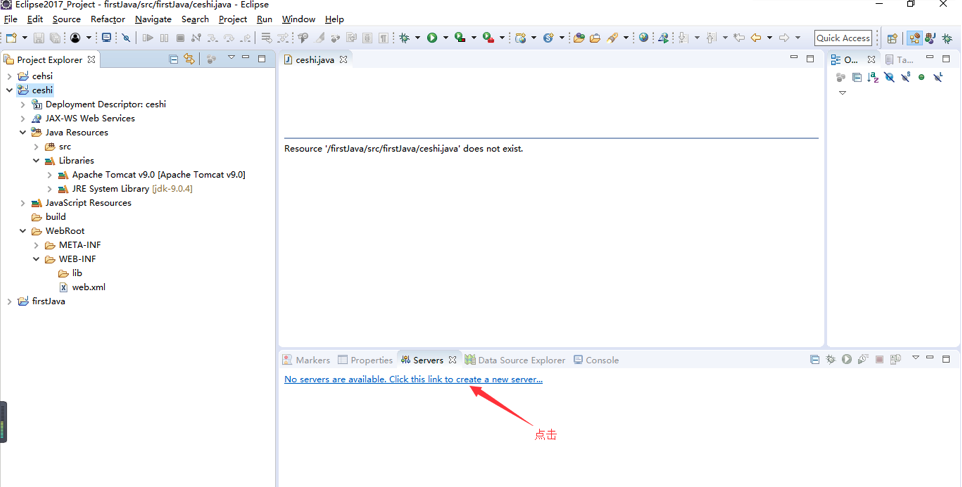 Eclipse2017_Project - firstJava/src/firstJava/ceshi.java - Eclipse
File Edit Source Refactor Navigate Search Project Run Window Help
Quick Access
Project Explorer
cehsi
ceshi
Deployment Descriptor: ceshi
JAX-WS Web Services
Java Resources
src
Libraries
Apache Tomcat v9.0 [Apache Tomcat v9.0]
JRE System Library [jdk-9.0.4]
JavaScript Resources
build
WebRoot
META-INF
WEB-INF
lib
web.xml
firstJava
ceshi.java
Resource '/firstJava/src/firstJava/ceshi.java' does not exist.
O... Ta...
Markers Properties Servers Data Source Explorer Console
No servers are available. Click this link to create a new server...
点击